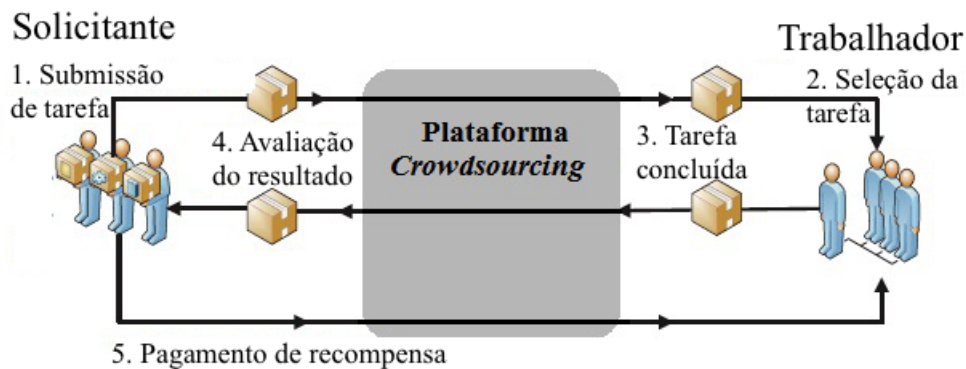 Solicitante
1. Submissão
de tarefa
4. Avaliação
do resultado
Plataforma
Crowdsourcing
3. Tarefa
concluída
Trabalhador
2. Seleção da
tarefa
5. Pagamento de recompensa